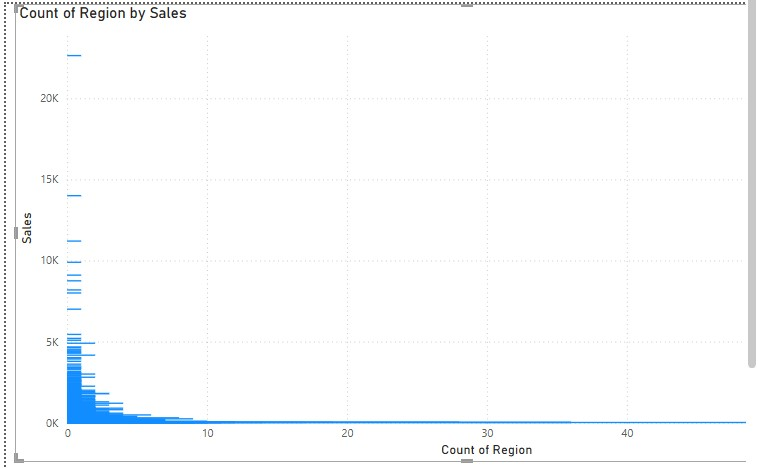 Count of Region by Sales
20K
15K
10K
5K
0K
Sales
0
10
20
30
40
Count of Region